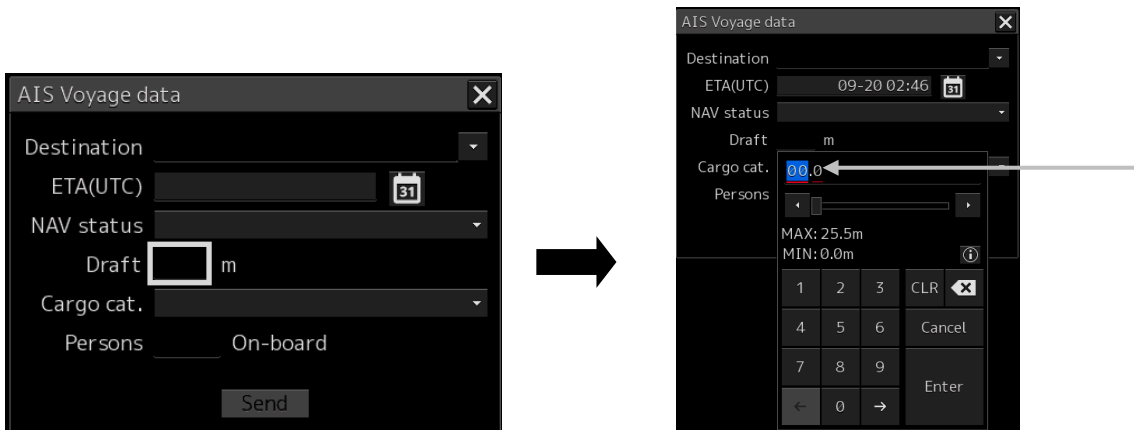 AIS Voyage data
Destination
ETA(UTC) 31
NAV status
Draft m
Cargo cat.
Persons On-board
Send
AIS Voyage data
Destination
ETA(UTC) 09-20 02:46 31
NAV status
Draft m
Cargo cat. 00.0
Persons
MAX: 25.5m
MIN: 0.0m
1 2 3 CLR
4 5 6 Cancel
7 8 9
Enter
← 0 →